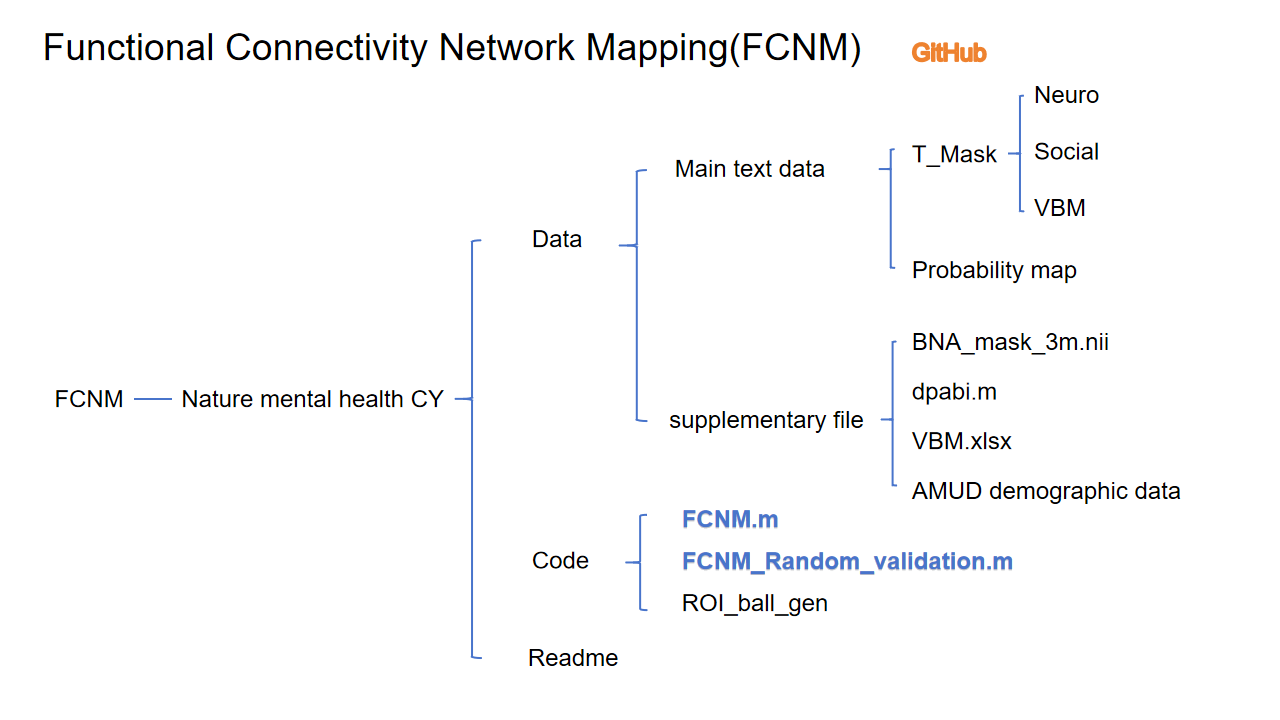 Functional Connectivity Network Mapping(FCNM)
GitHub
Neuro
T_Mask
Social
Main text data
VBM
Data
Probability map
BNA_mask_3m.nii
dpabi.m
FCNM
Nature mental health CY
supplementary file
VBM.xlsx
AMUD demographic data
FCNM.m
Code
FCNM_Random_validation.m
ROI_ball_gen
Readme